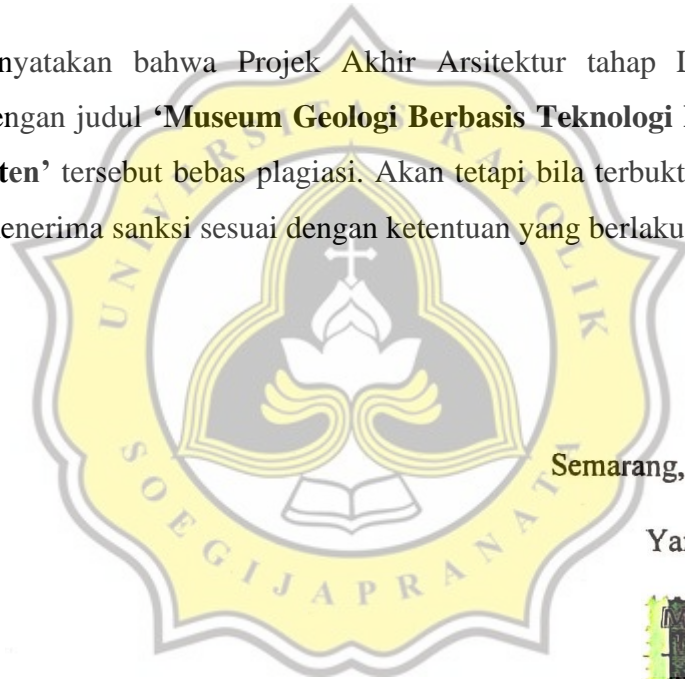 nyatakan bahwa Projek Akhir Arsitektur tahap
engan judul ‘Museum Geologi Berbasis Teknologi
ten’ tersebut bebas plagiasi. Akan tetapi bila terbukt
enerima sanksi sesuai dengan ketentuan yang berlaku
UNIVERSITAS KATOLIK
SOEGIJAPRANATA
Semarang,